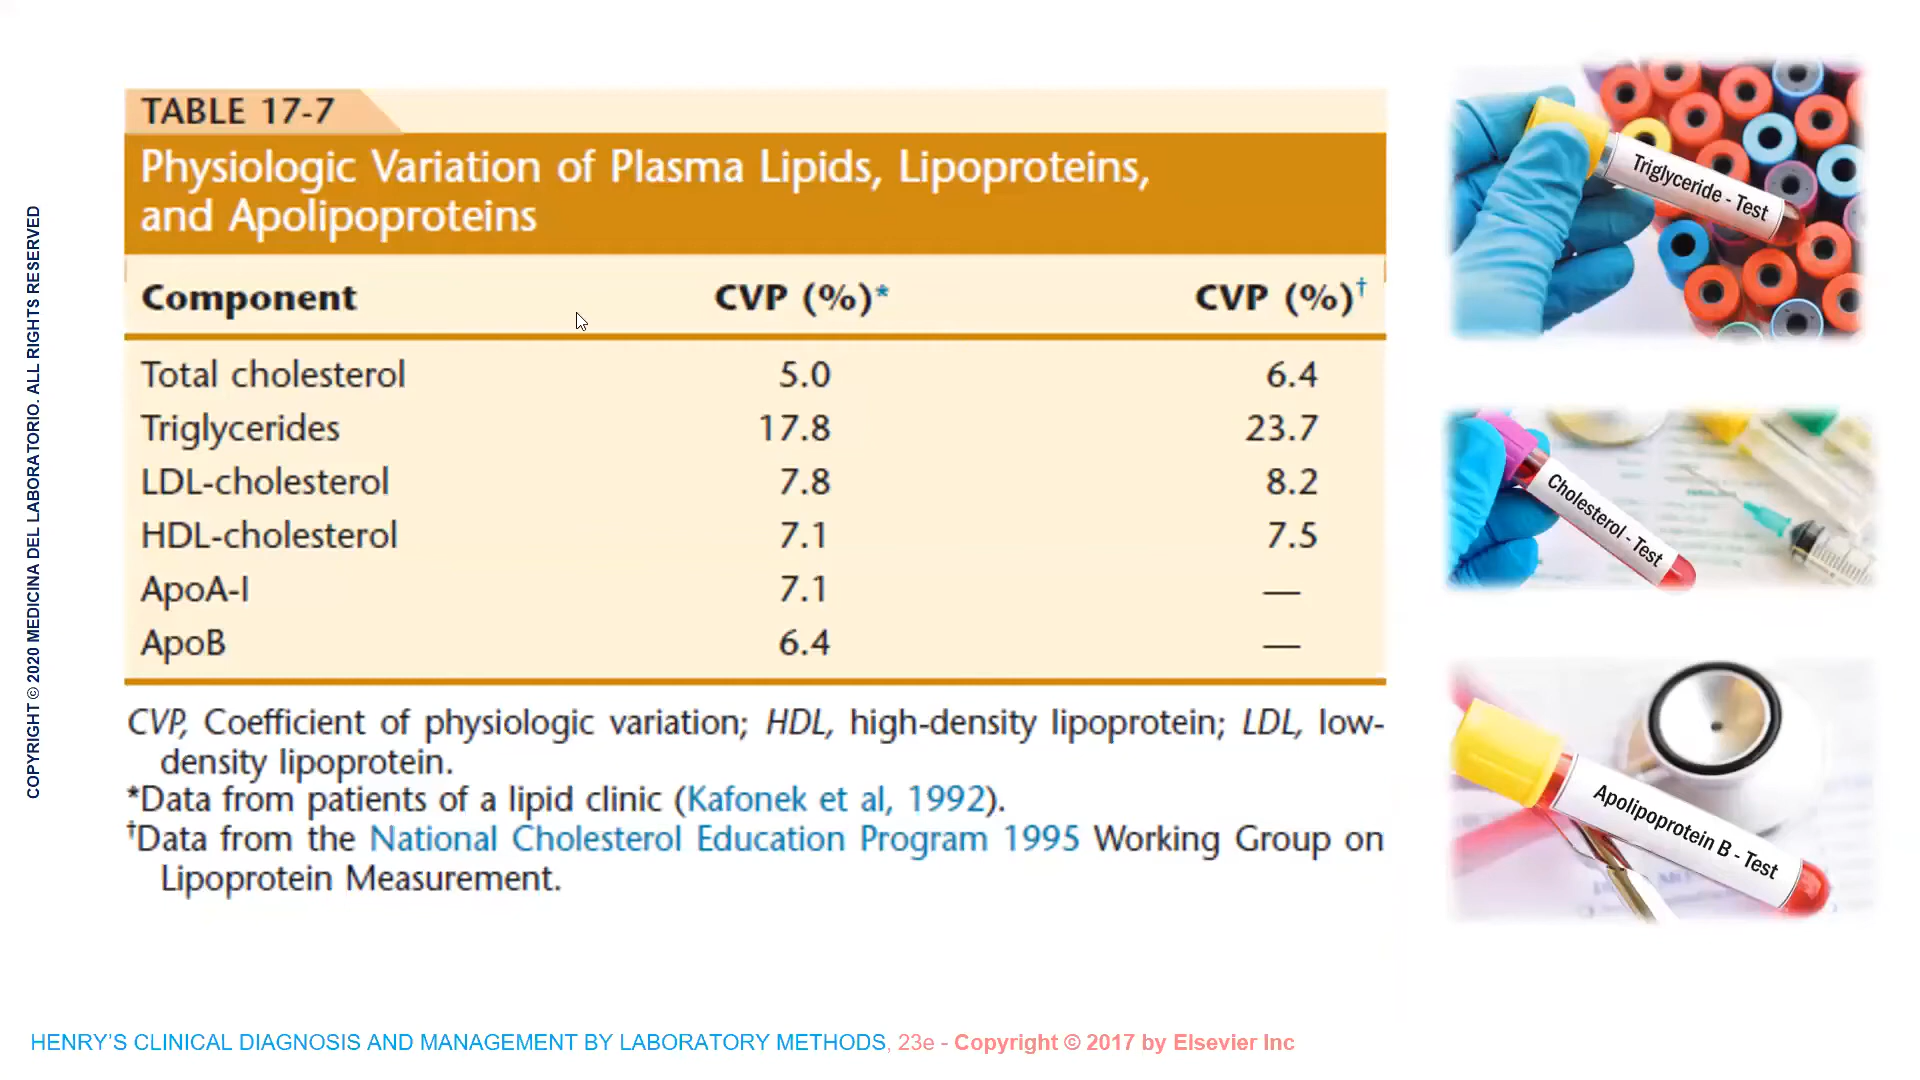 TABLE 17-7
Physiologic Variation of Plasma Lipids, Lipoproteins,
and Apolipoproteins
Component CVP (%)* CVP (%)†
Total cholesterol 5.0 6.4
Triglycerides 17.8 23.7
LDL-cholesterol 7.8 8.2
HDL-cholesterol 7.1 7.5
ApoA-I 7.1 —
ApoB 6.4 —
CVP, Coefficient of physiologic variation; HDL, high-density lipoprotein; LDL, low-
density lipoprotein.
*Data from patients of a lipid clinic (Kafonek et al, 1992).
†Data from the National Cholesterol Education Program 1995 Working Group on
Lipoprotein Measurement.
Triglyceride - Test
Cholesterol - Test
Apolipoprotein B - Test
COPYRIGHT © 2020 MEDICINA DEL LABORATORIO. ALL RIGHTS RESERVED
HENRY'S CLINICAL DIAGNOSIS AND MANAGEMENT BY LABORATORY METHODS, 23e - Copyright © 2017 by Elsevier Inc